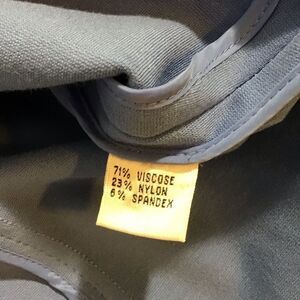 71% VISCOSE
23% NYLON
6% SPANDEX